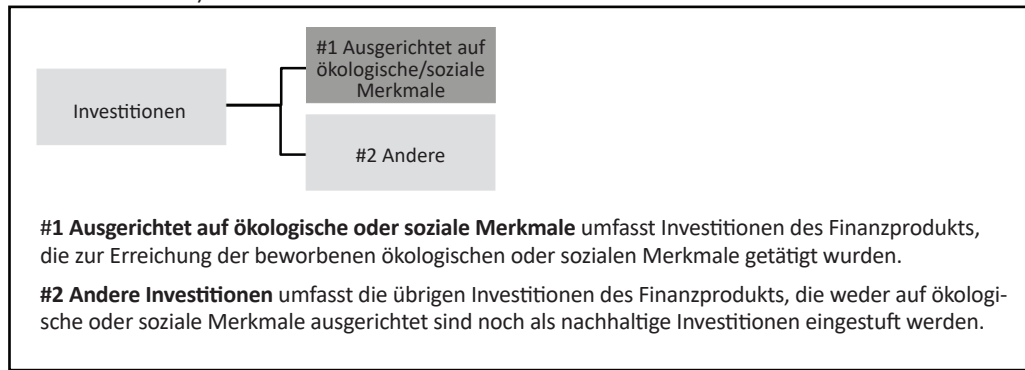 #1 Ausgerichtet auf
ökologische/soziale
Merkmale
Investitionen
#2 Andere
#1 Ausgerichtet auf ökologische oder soziale Merkmale umfasst Investitionen des Finanzprodukts,
die zur Erreichung der beworbenen ökologischen oder sozialen Merkmale getätigt wurden.
#2 Andere Investitionen umfasst die übrigen Investitionen des Finanzprodukts, die weder auf ökologi-
sche oder soziale Merkmale ausgerichtet sind noch als nachhaltige Investitionen eingestuft werden.